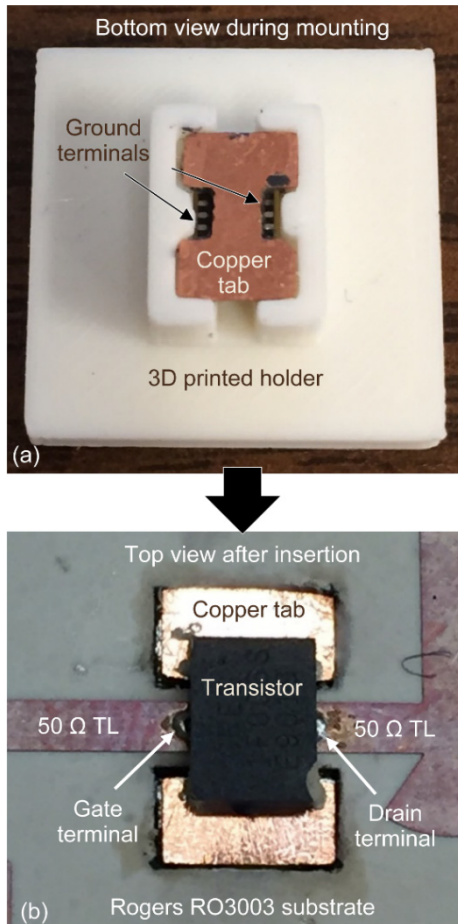 Bottom view during mounting
Ground
terminals
Copper
tab
3D printed holder
(a)
Top view after insertion
Copper tab
Transistor
50 Ω TL
50 Ω TL
Gate
terminal
Drain
terminal
(b)
Rogers RO3003 substrate